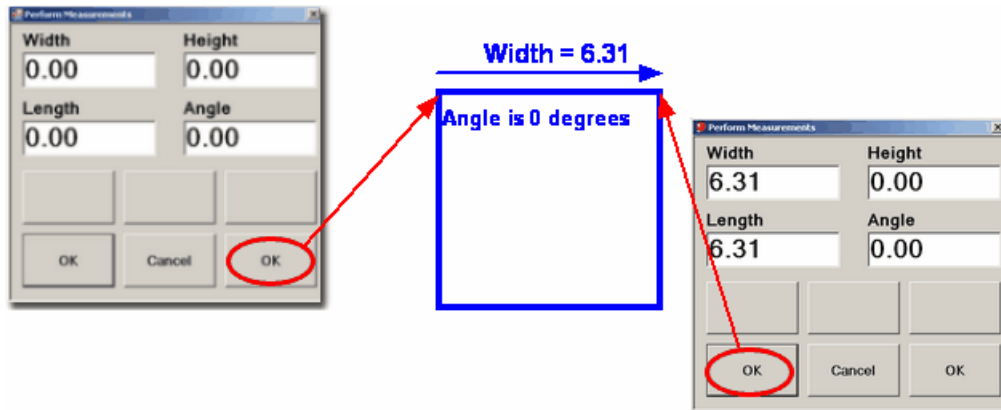 Perform Measurements
Width Height
0.00 0.00
Length Angle
0.00 0.00
OK Cancel OK
Width = 6.31
Angle is 0 degrees
Perform Measurements
Width Height
6.31 0.00
Length Angle
6.31 0.00
OK Cancel OK